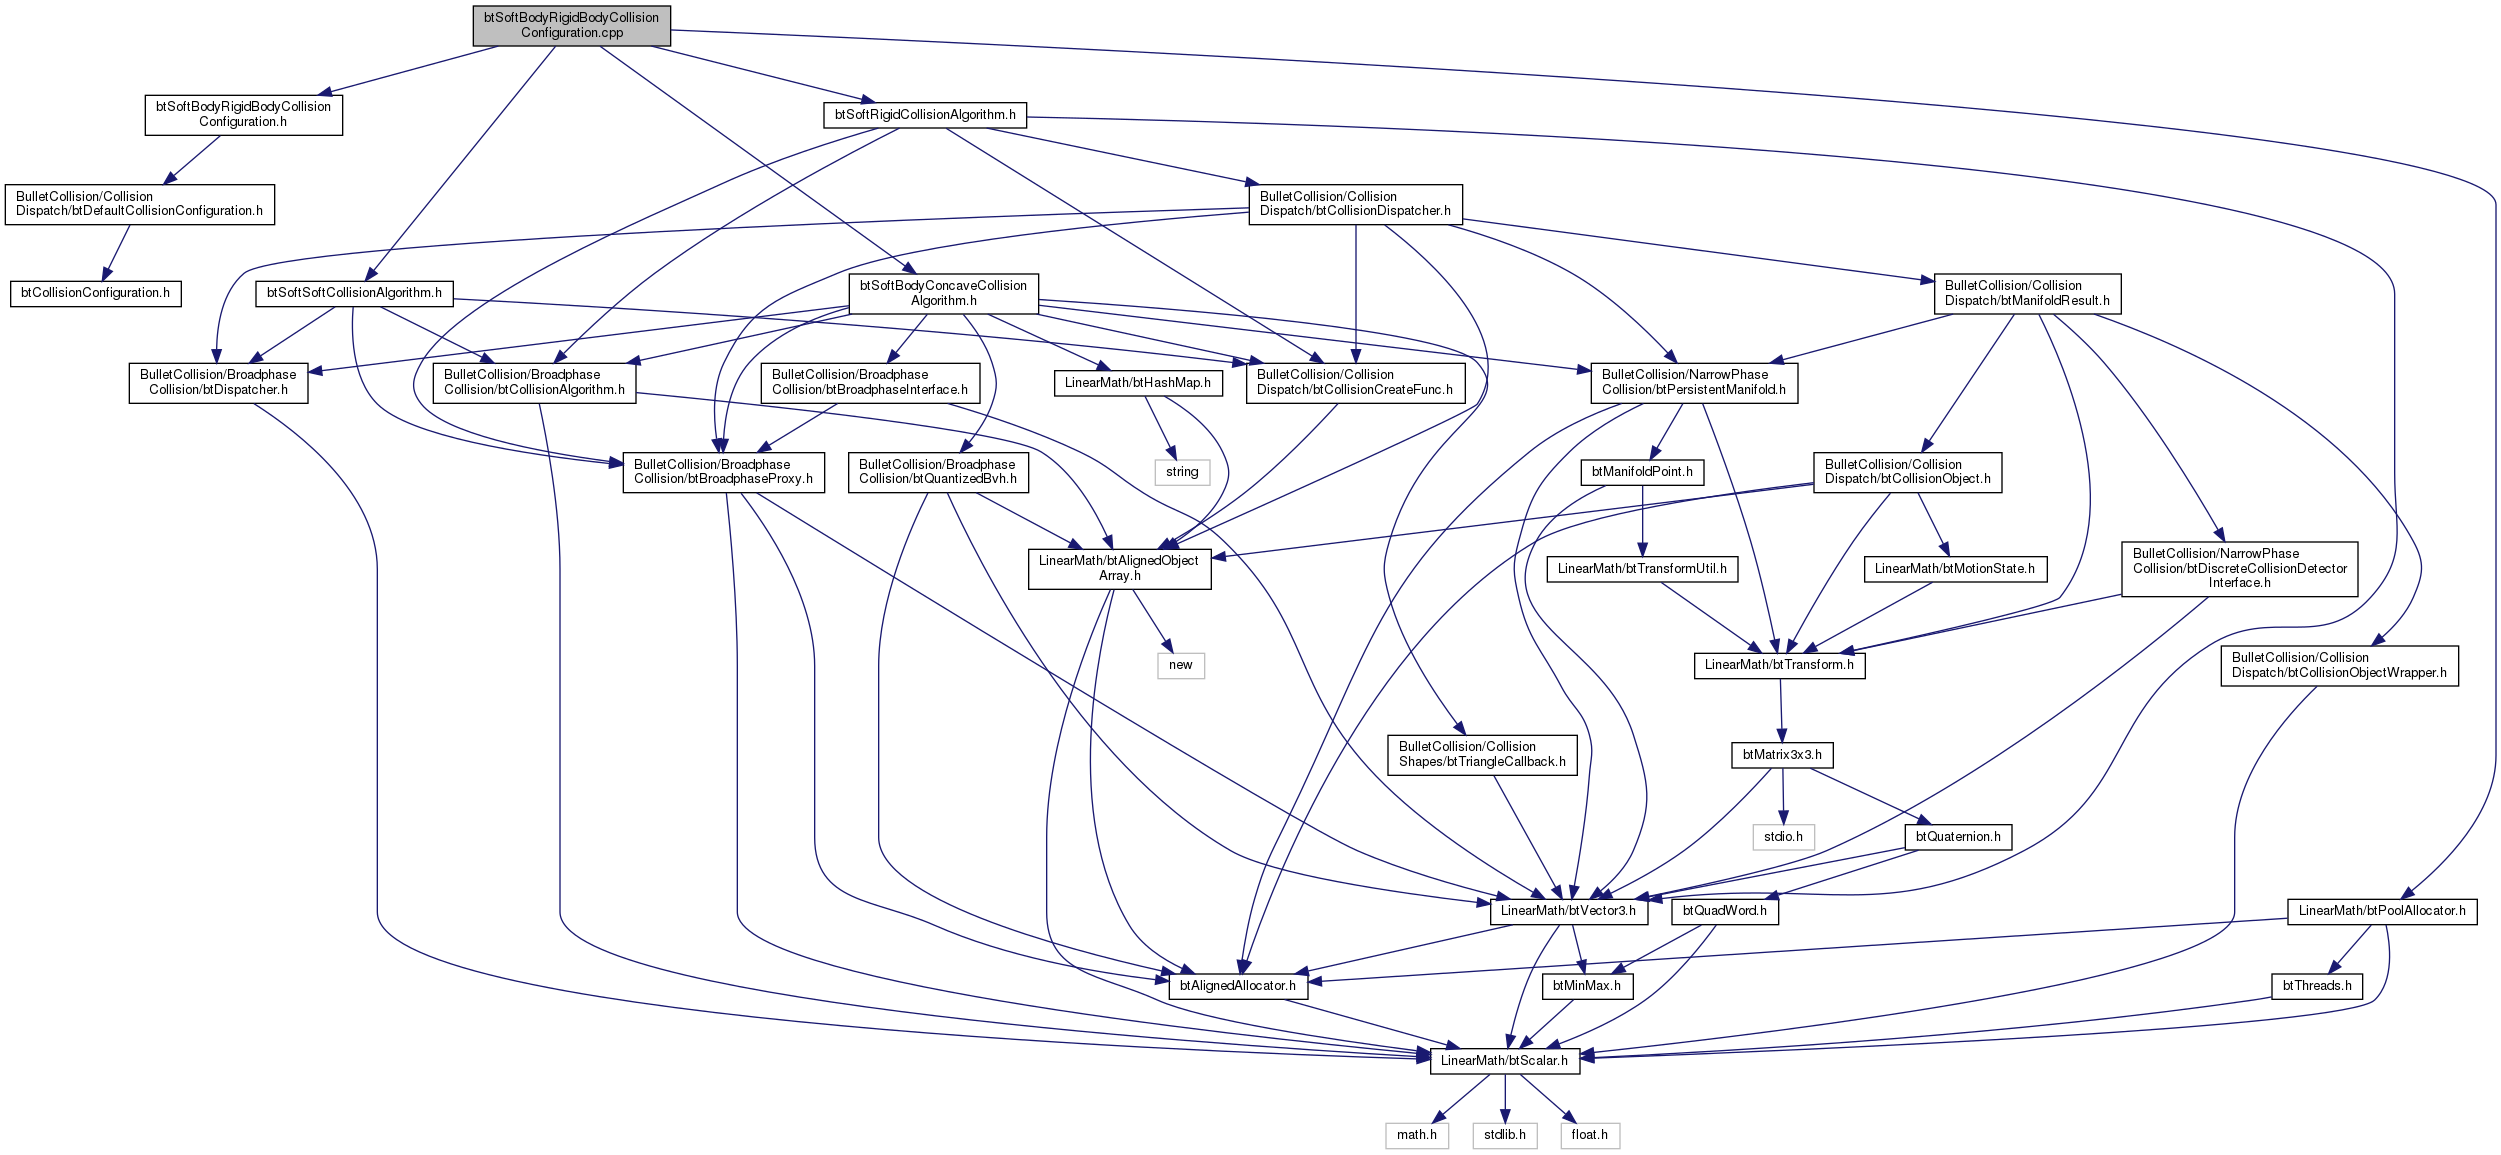 btSoftBodyRigidBodyCollision
Configuration.cpp
btSoftBodyRigidBodyCollision
Configuration.h
btSoftRigidCollisionAlgorithm.h
BulletCollision/Collision
Dispatch/btDefaultCollisionConfiguration.h
BulletCollision/Collision
Dispatch/btCollisionDispatcher.h
btCollisionConfiguration.h
btSoftSoftCollisionAlgorithm.h
btSoftBodyConcaveCollision
Algorithm.h
BulletCollision/Collision
Dispatch/btManifoldResult.h
BulletCollision/Broadphase
Collision/btDispatcher.h
BulletCollision/Broadphase
Collision/btCollisionAlgorithm.h
BulletCollision/Broadphase
Collision/btBroadphaseInterface.h
LinearMath/btHashMap.h
BulletCollision/Collision
Dispatch/btCollisionCreateFunc.h
BulletCollision/NarrowPhase
Collision/btPersistentManifold.h
BulletCollision/Broadphase
Collision/btBroadphaseProxy.h
BulletCollision/Broadphase
Collision/btQuantizedBvh.h
string
btManifoldPoint.h
BulletCollision/Collision
Dispatch/btCollisionObject.h
LinearMath/btAlignedObject
Array.h
LinearMath/btTransformUtil.h
LinearMath/btMotionState.h
BulletCollision/NarrowPhase
Collision/btDiscreteCollisionDetector
Interface.h
new
LinearMath/btTransform.h
BulletCollision/Collision
Dispatch/btCollisionObjectWrapper.h
BulletCollision/Collision
Shapes/btTriangleCallback.h
btMatrix3x3.h
stdio.h
btQuaternion.h
LinearMath/btVector3.h
btQuadWord.h
LinearMath/btPoolAllocator.h
btAlignedAllocator.h
btMinMax.h
btThreads.h
LinearMath/btScalar.h
math.h
stdlib.h
float.h